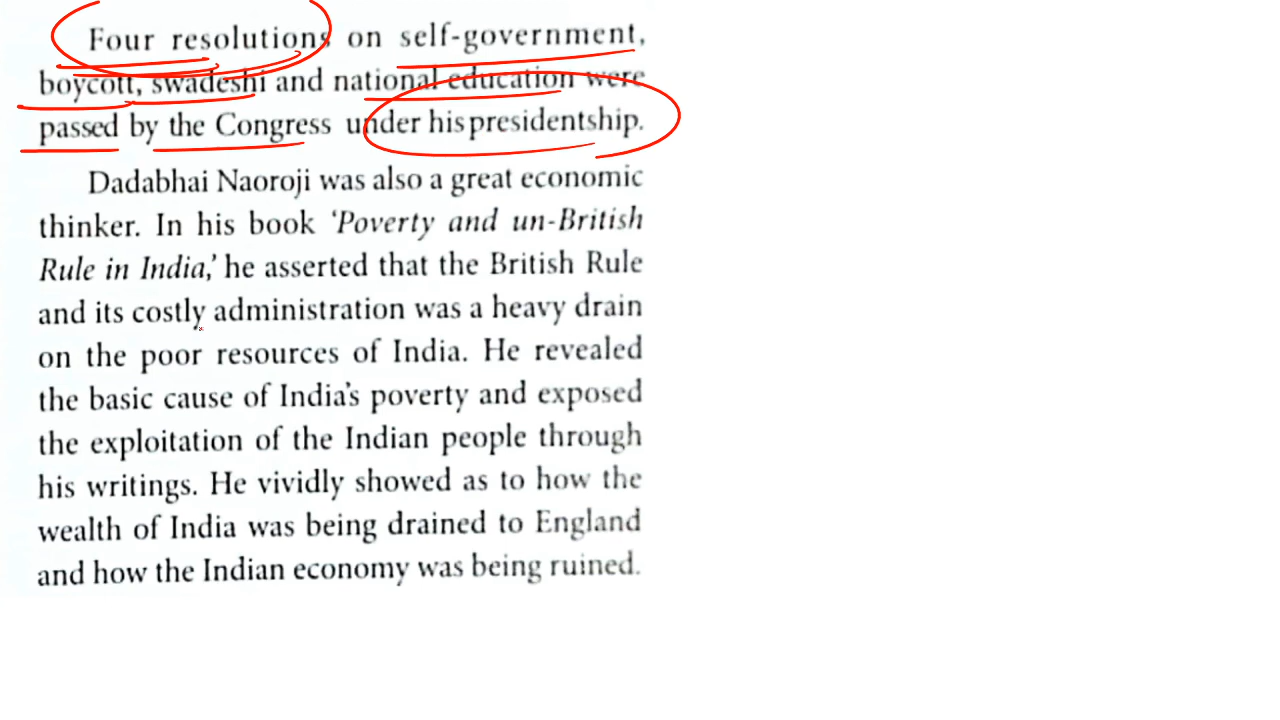 Four resolutions on self-government,
boycott, swadeshi and national education were
passed by the Congress under his presidentship.
Dadabhai Naoroji was also a great economic
thinker. In his book ‘Poverty and un-British
Rule in India,’ he asserted that the British Rule
and its costly administration was a heavy drain
on the poor resources of India. He revealed
the basic cause of India’s poverty and exposed
the exploitation of the Indian people through
his writings. He vividly showed as to how the
wealth of India was being drained to England
and how the Indian economy was being ruined.